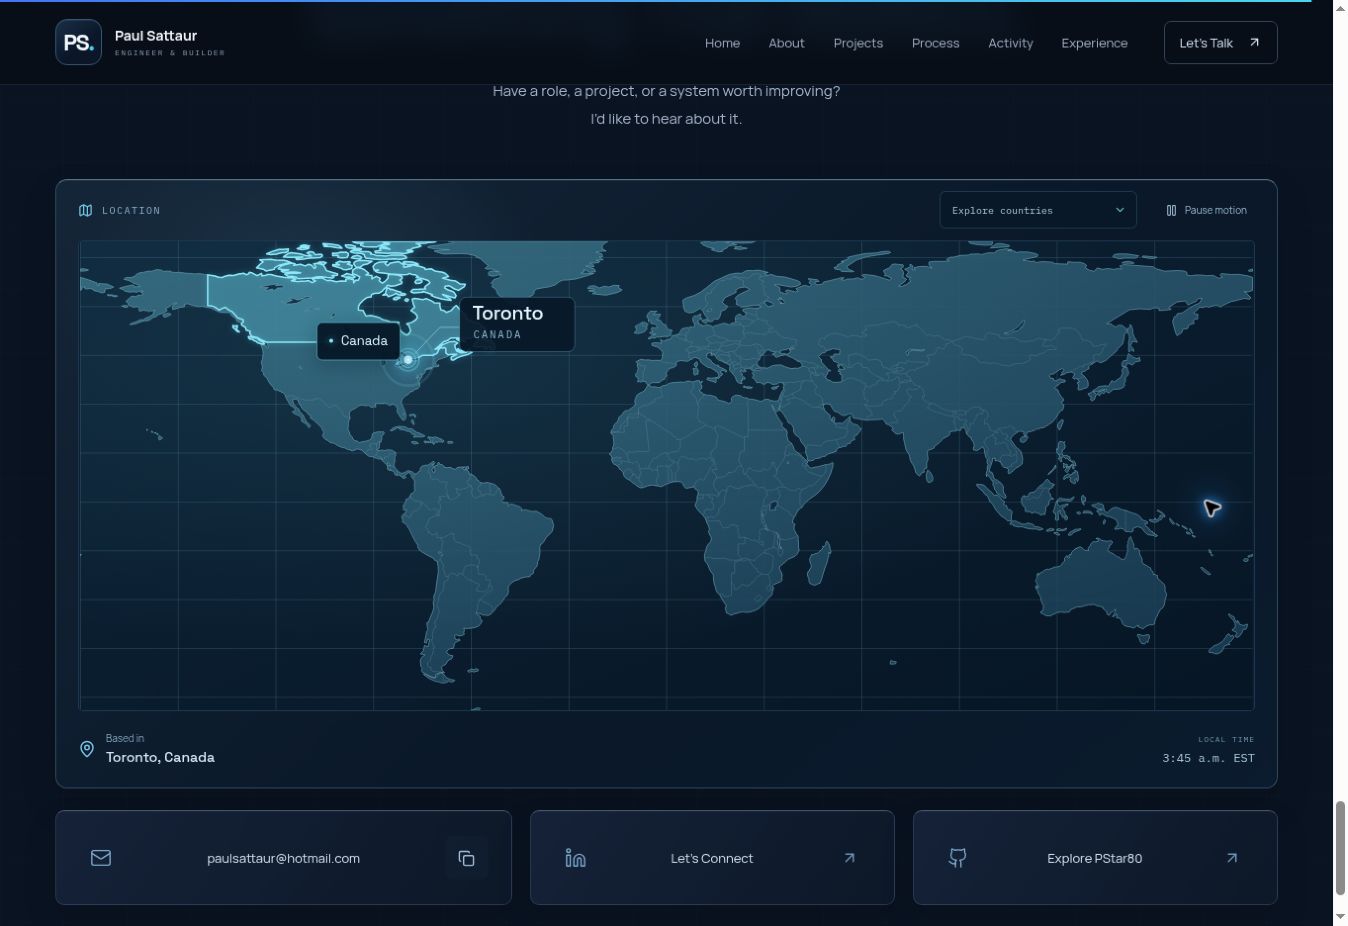 PS.
Paul Sattaur
ENGINEER & BUILDER
Home
About
Projects
Process
Activity
Experience
Let's Talk
Have a role, a project, or a system worth improving?
I'd like to hear about it.
LOCATION
Explore countries
Pause motion
Toronto
CANADA
Canada
Based in
Toronto, Canada
LOCAL TIME
3:45 a.m. EST
paulsattaur@hotmail.com
Let's Connect
Explore PStar80